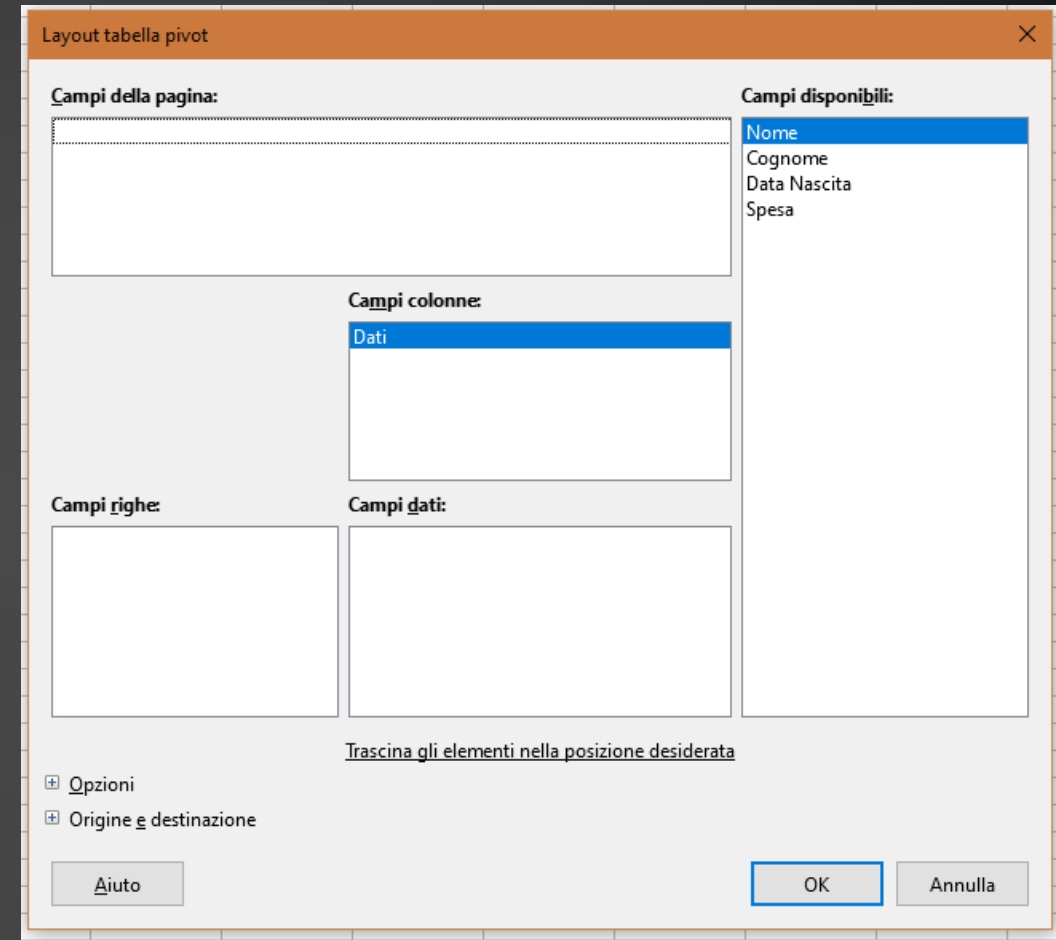 Layout tabella pivot
Campi della pagina:
Campi disponibili:
Nome
Cognome
Data Nascita
Spesa
Campi colonne:
Dati
Campi righe:
Campi dati:
Trascina gli elementi nella posizione desiderata
Opzioni
Origine e destinazione
Aiuto
OK
Annulla